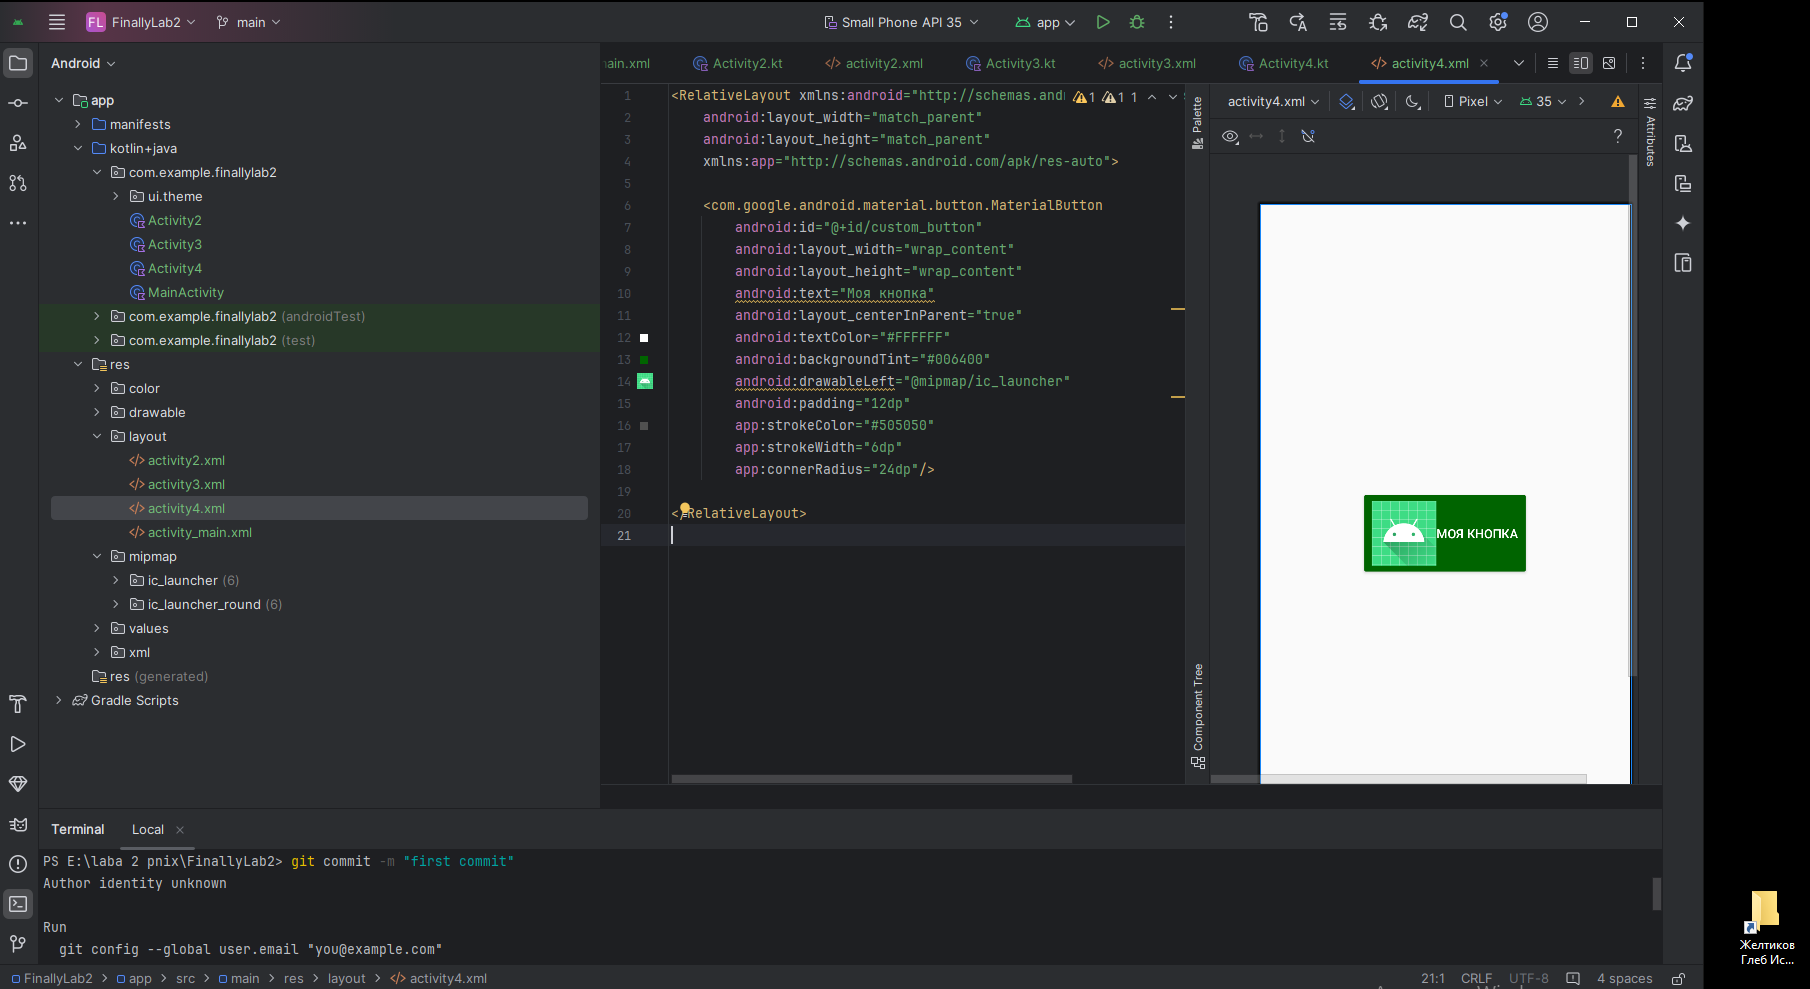 FL FinallyLab2 main Small Phone API 35 app
Android
app
manifests
kotlin+java
com.example.finallylab2
ui.theme
Activity2
Activity3
Activity4
MainActivity
com.example.finallylab2 (androidTest)
com.example.finallylab2 (test)
res
color
drawable
layout
activity2.xml
activity3.xml
activity4.xml
activity_main.xml
mipmap
ic_launcher (6)
ic_launcher_round (6)
values
xml
res (generated)
Gradle Scripts
ain.xml Activity2.kt activity2.xml Activity3.kt activity3.xml Activity4.kt activity4.xml
1 <RelativeLayout xmlns:android="http://schemas.and 1 1 1
2 android:layout_width="match_parent"
3 android:layout_height="match_parent"
4 xmlns:app="http://schemas.android.com/apk/res-auto">
5
6 <com.google.android.material.button.MaterialButton
7 android:id="@+id/custom_button"
8 android:layout_width="wrap_content"
9 android:layout_height="wrap_content"
10 android:text="Моя кнопка"
11 android:layout_centerInParent="true"
12 android:textColor="#FFFFFF"
13 android:backgroundTint="#006400"
14 android:drawableLeft="@mipmap/ic_launcher"
15 android:padding="12dp"
16 app:strokeColor="#505050"
17 app:strokeWidth="6dp"
18 app:cornerRadius="24dp"/>
19
20 </RelativeLayout>
21
Palette
Component Tree
activity4.xml Pixel 35
?
Attributes
МОЯ КНОПКА
Terminal Local
PS E:\laba 2 pnix\FinallyLab2> git commit -m "first commit"
Author identity unknown
Run
git config --global user.email "you@example.com"
FinallyLab2 > app > src > main > res > layout > activity4.xml
21:1 CRLF UTF-8 4 spaces
Желтиков
Глеб Ис...